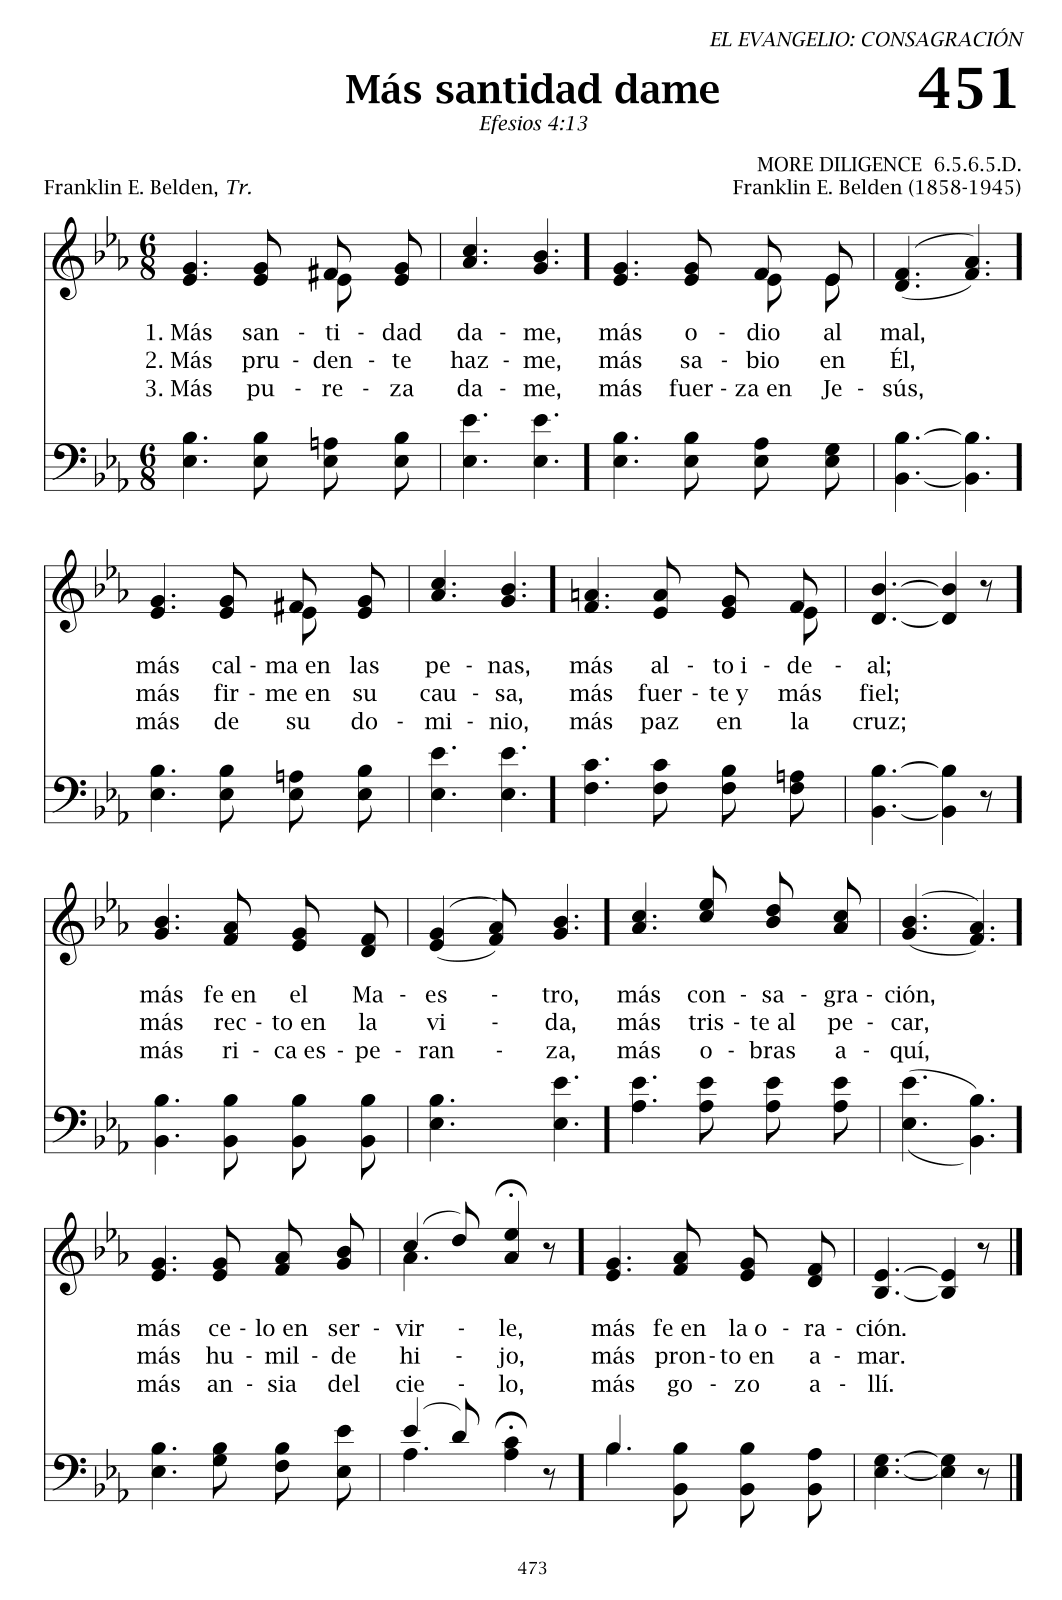 EL EVANGELIO: CONSAGRACIÓN
Más santidad dame
451
Efesios 4:13
MORE DILIGENCE 6.5.6.5.D.
Franklin E. Belden, Tr.
Franklin E. Belden (1858-1945)
6 8
1. Más san - ti - dad da - me, más o - dio al mal,
2. Más pru - den - te haz - me, más sa - bio en Él,
3. Más pu - re - za da - me, más fuer - za en Je - sús,
6 8
más cal - ma en las pe - nas, más al - to i - de - al;
más fir - me en su cau - sa, más fuer - te y más fiel;
más de su do - mi - nio, más paz en la cruz;
más fe en el Ma - es - tro, más con - sa - gra - ción,
más rec - to en la vi - da, más tris - te al pe - car,
más ri - ca es - pe - ran - za, más o - bras a - quí,
más ce - lo en ser - vir - le, más fe en la o - ra - ción.
más hu - mil - de hi - jo, más pron - to en a - mar.
más an - sia del cie - lo, más go - zo a - llí.
473